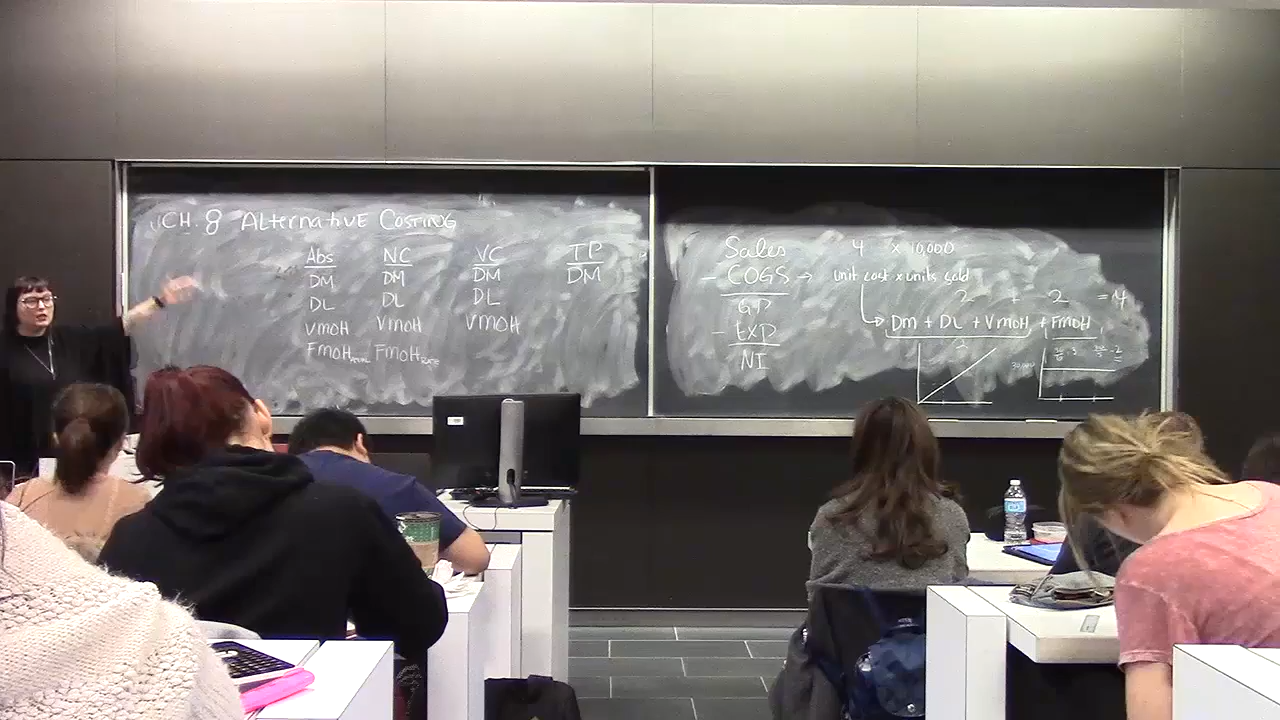 CH. 8 ALTERNATIVE COSTING
Abs NC VC TP
DM DM DM DM
DL DL DL
VMOH VMOH VMOH
FMOH FMOH RATE
Sales 4 x 10,000
- COGS → unit cost x units sold
2 + 2 = 4
GP
DM + DL + VMOH + FMOH
- EXP
NI
2